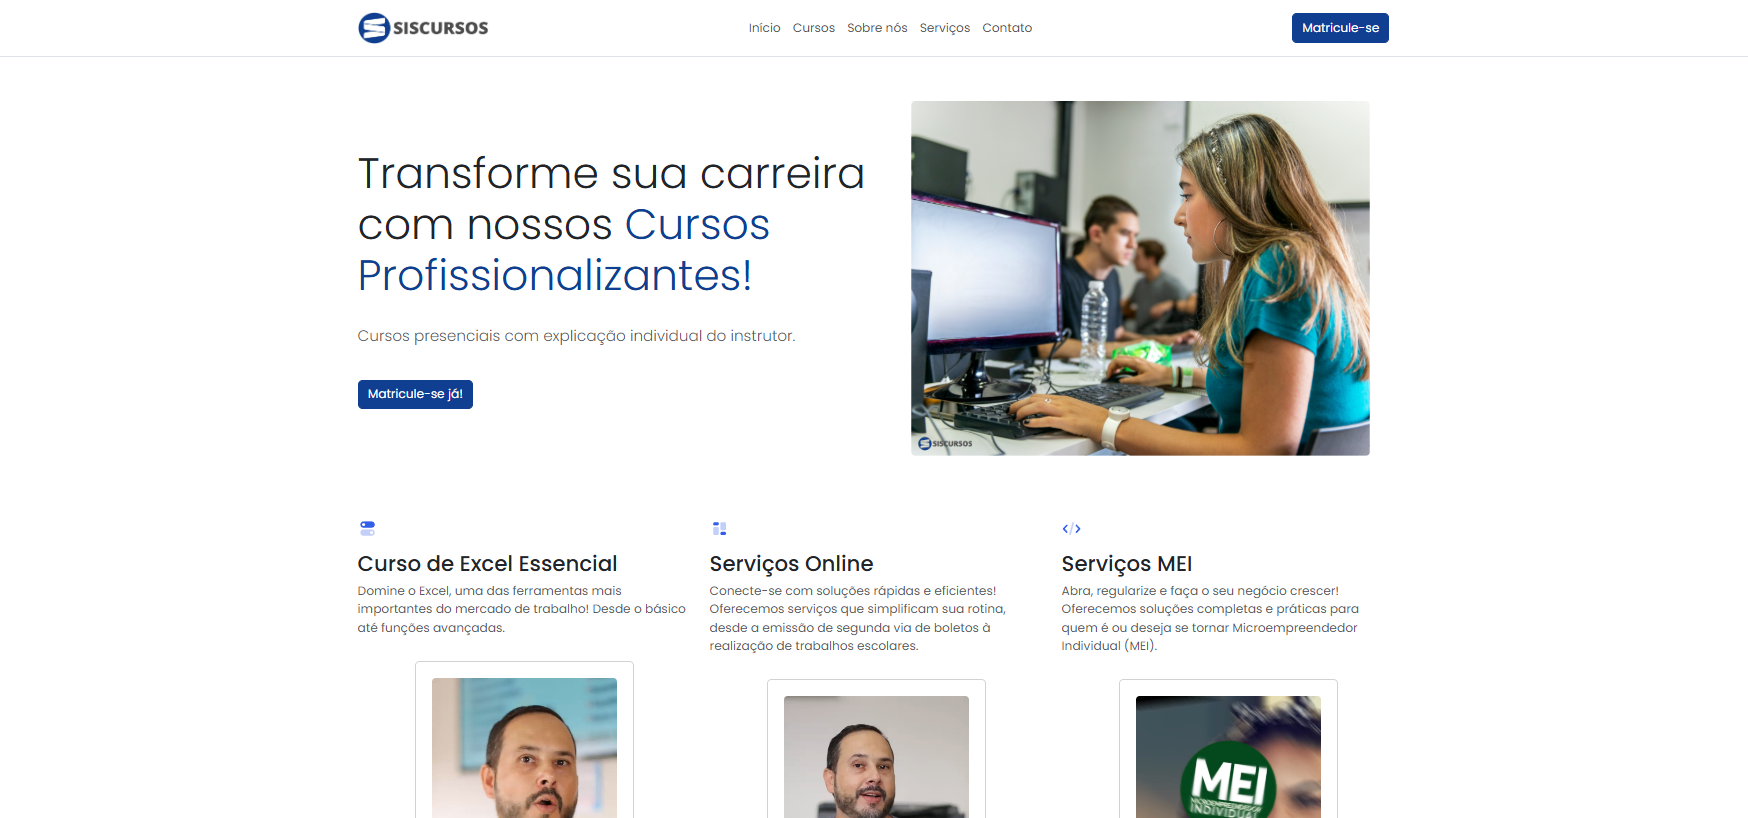 SISCURSOS
Início Cursos Sobre nós Serviços Contato
Matricule-se
Transforme sua carreira
com nossos Cursos
Profissionalizantes!
Cursos presenciais com explicação individual do instrutor.
Matricule-se já!
SISCURSOS
Curso de Excel Essencial
Domine o Excel, uma das ferramentas mais
importantes do mercado de trabalho! Desde o básico
até funções avançadas.
Serviços Online
Conecte-se com soluções rápidas e eficientes!
Oferecemos serviços que simplificam sua rotina,
desde a emissão de segunda via de boletos à
realização de trabalhos escolares.
Serviços MEI
Abra, regularize e faça o seu negócio crescer!
Oferecemos soluções completas e práticas para
quem é ou deseja se tornar Microempreendedor
Individual (MEI).
MEI
MICROEMPREENDEDOR
INDIVIDUAL